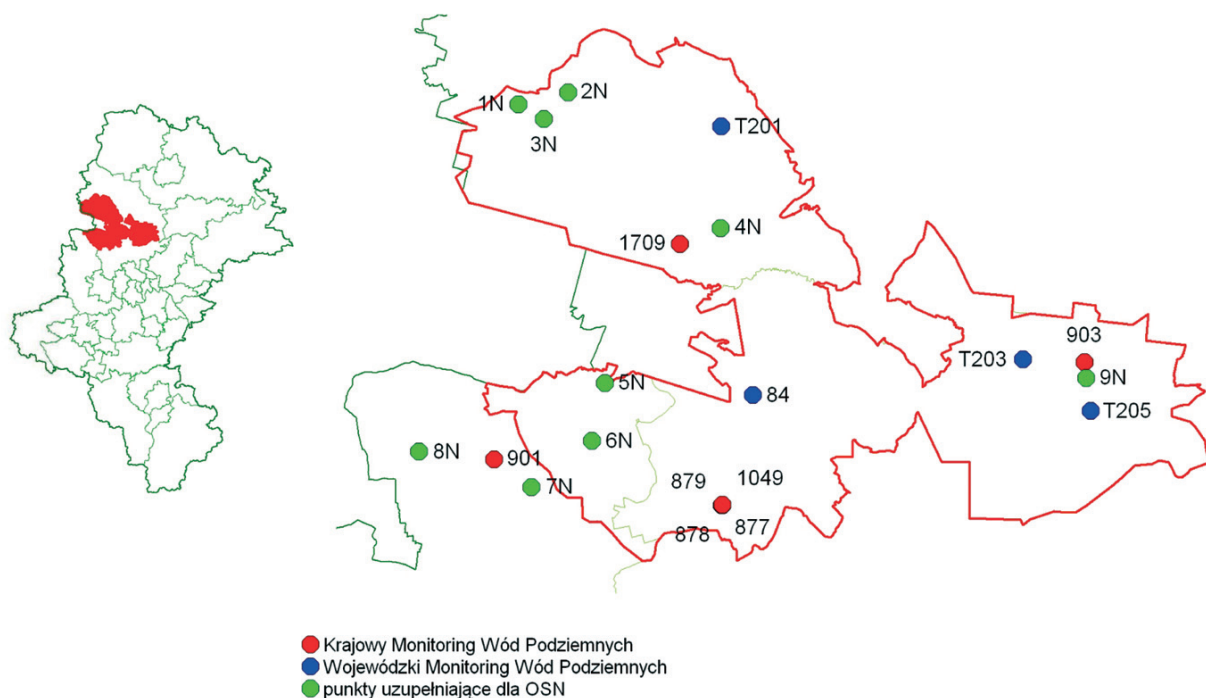 1N
2N
3N
T201
4N
1709
903
T203
9N
T205
5N
84
6N
8N
901
7N
879
1049
878
877
Krajowy Monitoring Wód Podziemnych
Wojewódzki Monitoring Wód Podziemnych
punkty uzupełniające dla OSN